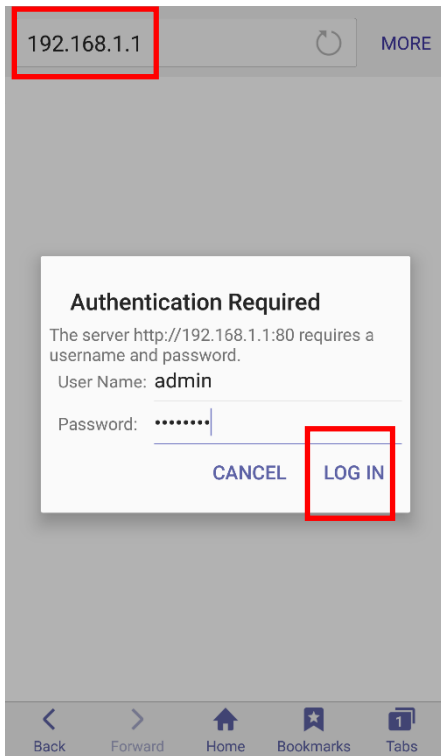 192.168.1.1
MORE
Authentication Required
The server http://192.168.1.1:80 requires a
username and password.
User Name: admin
Password: ••••••••
CANCEL LOG IN
1
Back Forward Home Bookmarks Tabs